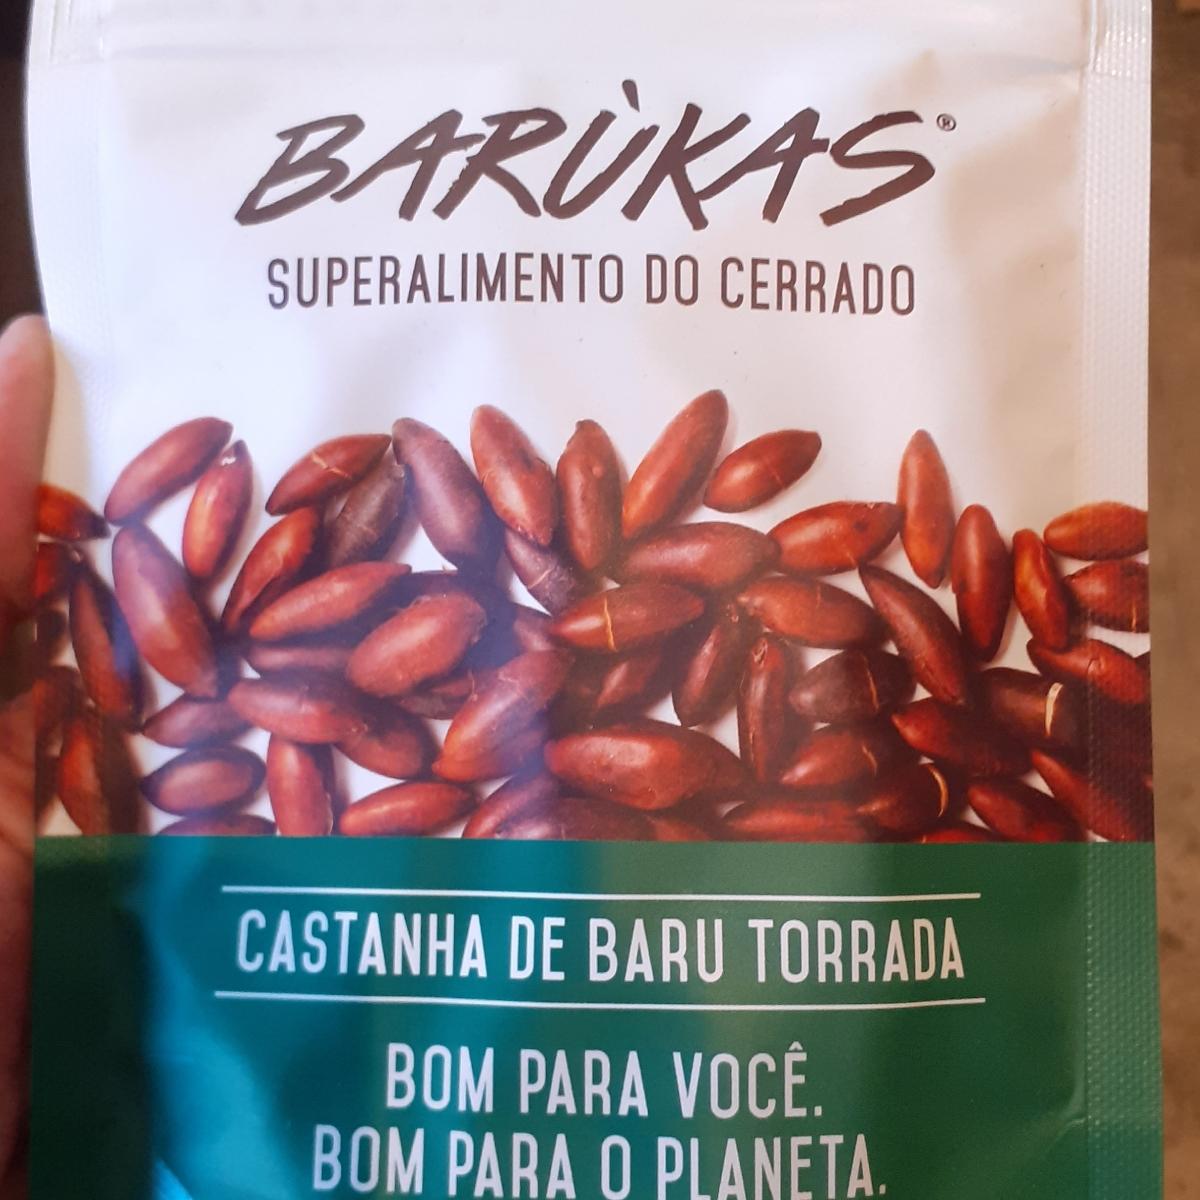 BARÙKAS®
SUPERALIMENTO DO CERRADO
CASTANHA DE BARU TORRADA
BOM PARA VOCÊ.
BOM PARA O PLANETA.